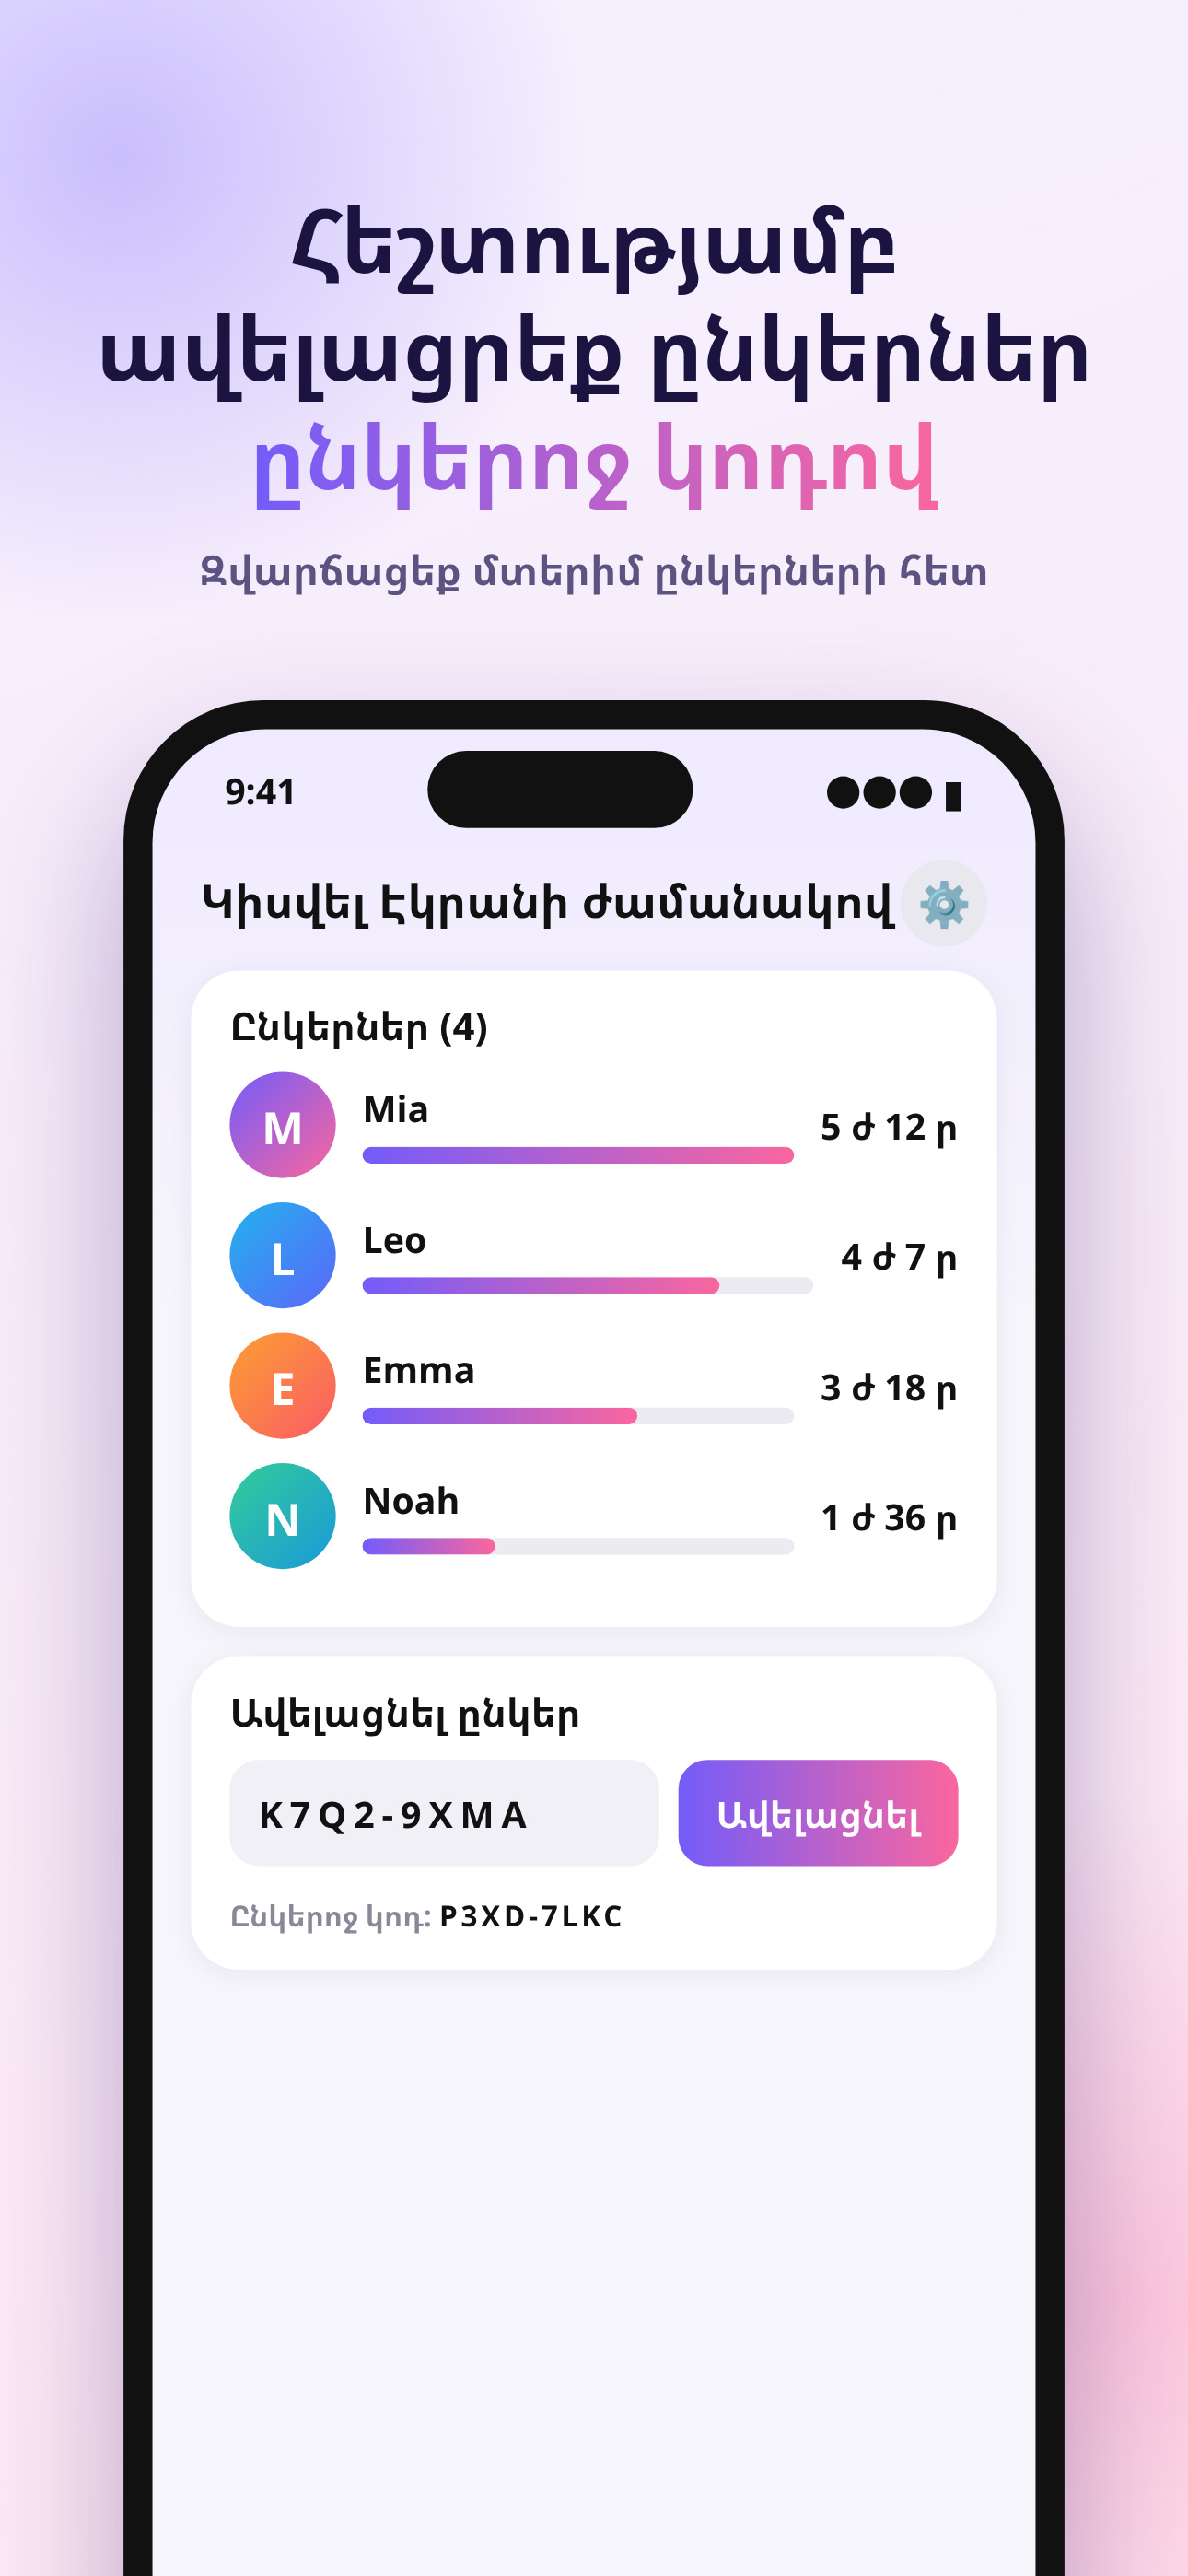 Հեշտությամբ
ավելացրեք ընկերներ
ընկերոջ կոդով
Զվարճացեք մտերիմ ընկերների հետ
9:41
Կիսվել Էկրանի ժամանակով
Ընկերներ (4)
M
Mia
5 ժ 12 ր
L
Leo
4 ժ 7 ր
E
Emma
3 ժ 18 ր
N
Noah
1 ժ 36 ր
Ավելացնել ընկեր
K7Q2-9XMA
Ավելացնել
Ընկերոջ կոդ: P3XD-7LKC